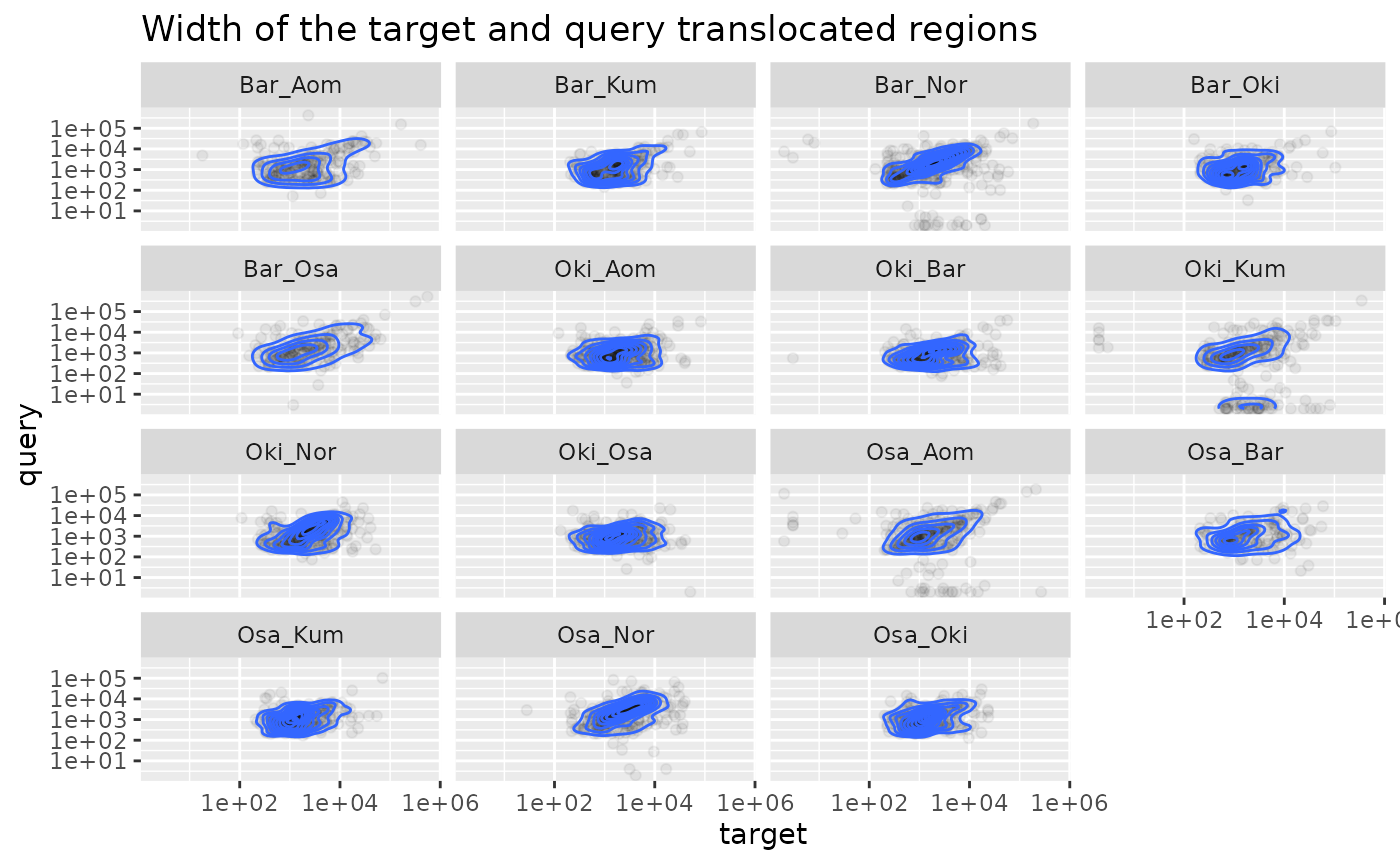 Width of the target and query translocated regions
Bar_Aom Bar_Kum Bar_Nor Bar_Oki
1e+05
1e+04
1e+03
1e+02
1e+01
Bar_Osa Oki_Aom Oki_Bar Oki_Kum
1e+05
1e+04
1e+03
1e+02
1e+01
query
Oki_Nor Oki_Osa Osa_Aom Osa_Bar
1e+05
1e+04
1e+03
1e+02
1e+01
1e+02 1e+04 1e+0
Osa_Kum Osa_Nor Osa_Oki
1e+05
1e+04
1e+03
1e+02
1e+01
1e+02 1e+04 1e+06 1e+02 1e+04 1e+06 1e+02 1e+04 1e+06
target